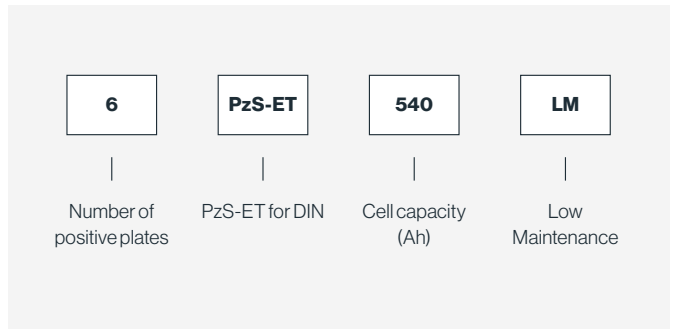 6 PzS-ET 540 LM
Number of positive plates
PzS-ET for DIN
Cell capacity
(Ah)
Low
Maintenance